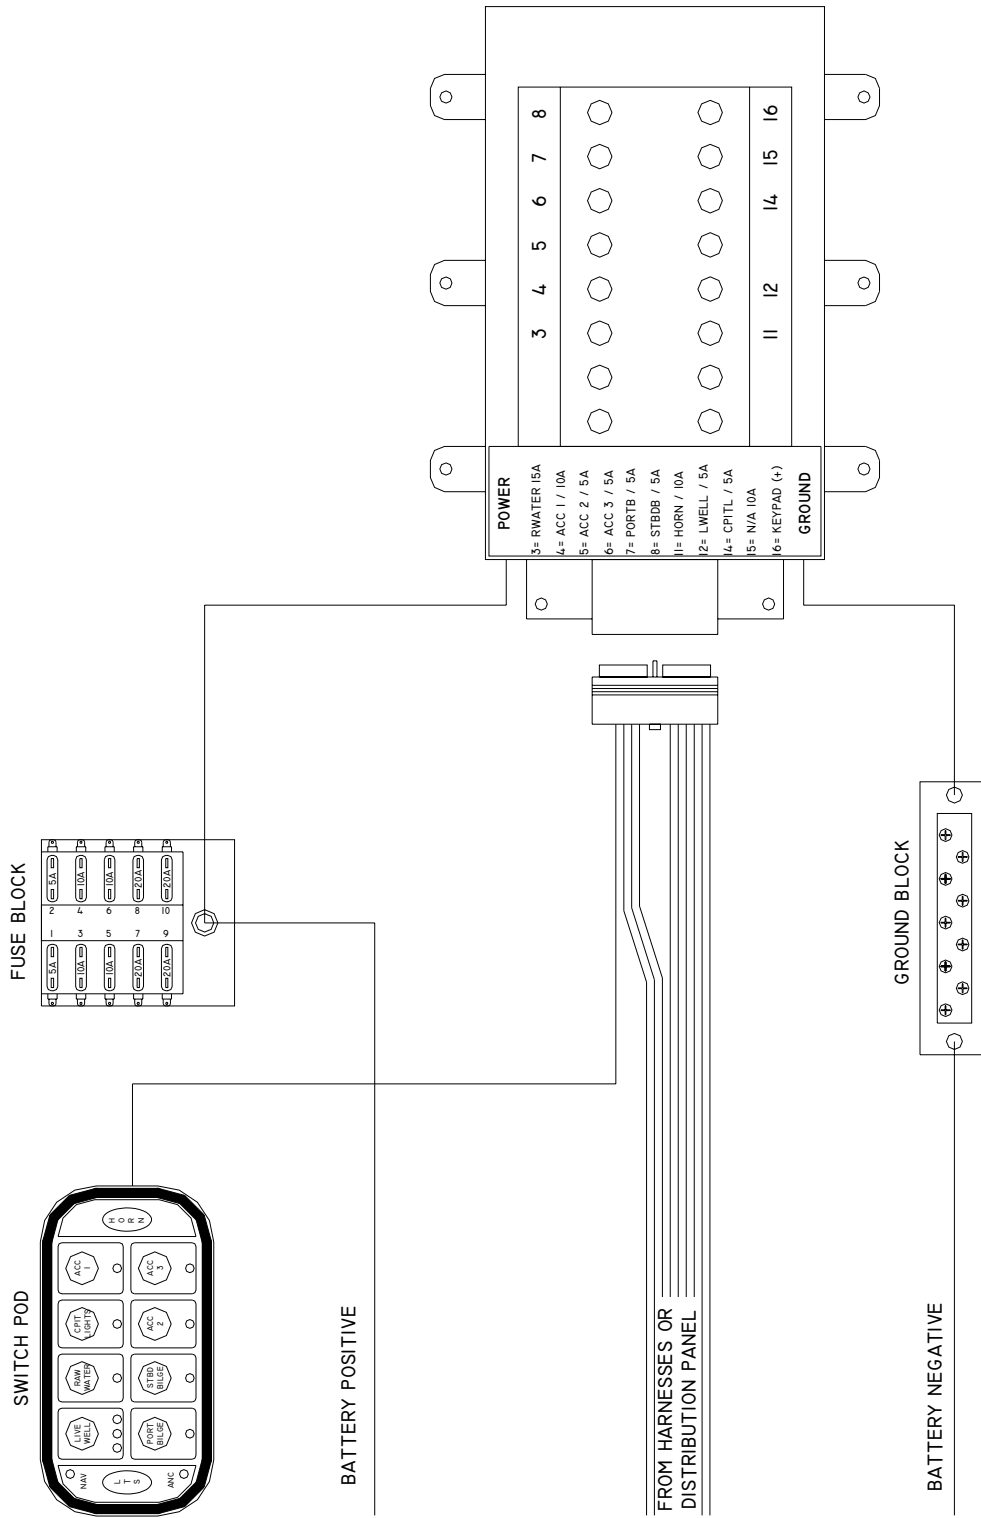 8
7
6
5
4
3
16
15
14
12
11
POWER
3= RWATER 15A
4= ACC 1 / 10A
5= ACC 2 / 5A
6= ACC 3 / 5A
7= PORTB / 5A
8= STBDB / 5A
11= HORN / 10A
12= LWELL / 5A
14= CPITL / 5A
15= N/A 10A
16= KEYPAD (+)
GROUND
FUSE BLOCK
5A 2 1 5A
10A 4 3 10A
10A 6 5 10A
20A 8 7 20A
20A 10 9 20A
GROUND BLOCK
SWITCH POD
HORN
ACC
1
ACC
3
CPIT
LIGHTS
ACC
2
RAW
WATER
STBD
BILGE
LIVE
WELL
PORT
BILGE
NAV
LTS
ANC
BATTERY POSITIVE
FROM HARNESSES OR
DISTRIBUTION PANEL
BATTERY NEGATIVE